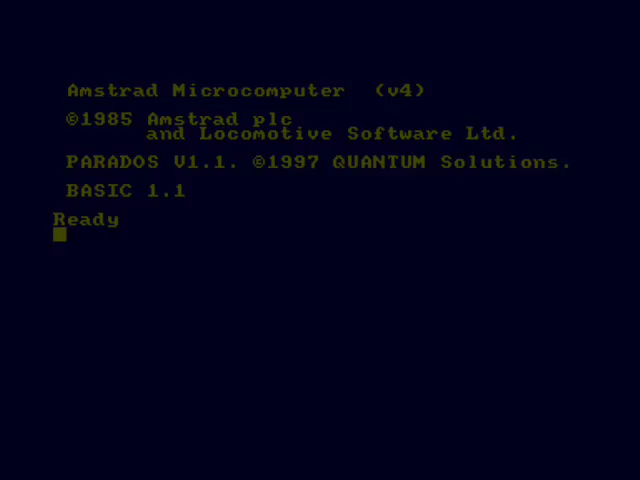 Amstrad Microcomputer (v4)
©1985 Amstrad plc
and Locomotive Software Ltd.
PARADOS V1.1. ©1997 QUANTUM Solutions.
BASIC 1.1
Ready